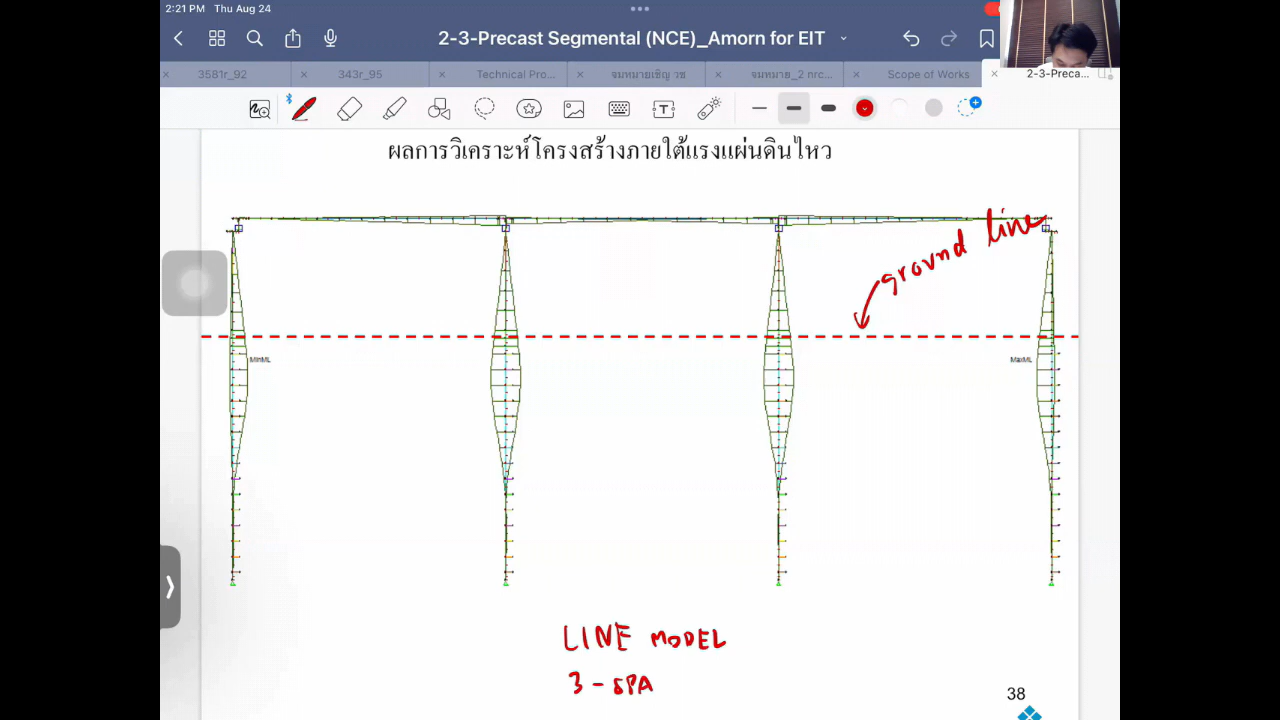 2:21 PM Thu Aug 24
2-3-Precast Segmental (NCE)_Amorn for EIT
3581r_92
343r_95
Technical Pro...
จมหมายเชิญ วช
จมหมาย_2 nrc...
Scope of Works
2-3-Preca...
ผลการวิเคราะห์โครงสร้างภายใต้แรงแผ่นดินไหว
ground line
MinML
MaxML
LINE MODEL
3-SPA
38